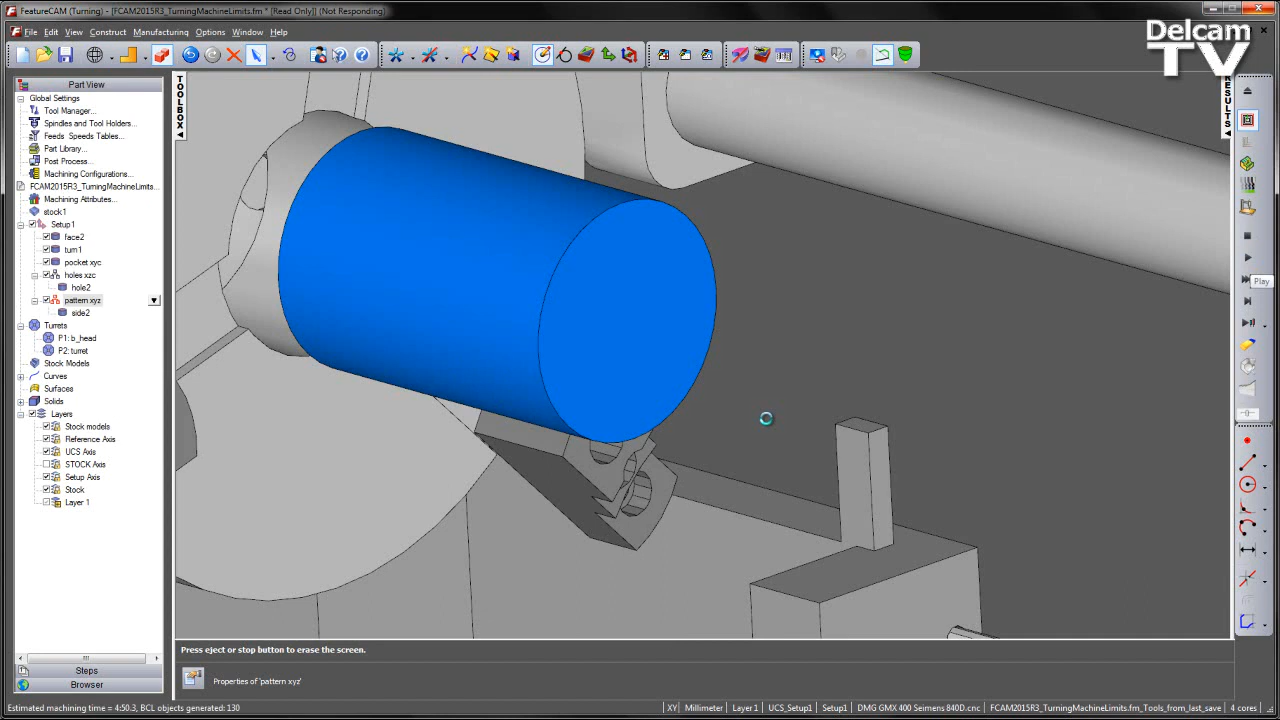 FeatureCAM (Turning) - [FCAM2015R3_TurningMachineLimits.fm * [Read Only]] (Not Responding)
File Edit View Construct Manufacturing Options Window Help
Delcam
TV
Part View
TOOLBOX
RESULTS
Global Settings
Tool Manager...
Spindles and Tool Holders...
Feeds Speeds Tables...
Part Library...
Post Process...
Machining Configurations...
FCAM2015R3_TurningMachineLimits...
Machining Attributes...
stock1
Setup1
face2
turn1
pocket xyc
holes xzc
hole2
pattern xyz
side2
Turrets
P1: b_head
P2: turret
Stock Models
Curves
Surfaces
Solids
Layers
Stock models
Reference Axis
UCS Axis
STOCK Axis
Setup Axis
Stock
Layer 1
Play
Steps
Browser
Press eject or stop button to erase the screen.
Properties of 'pattern xyz'
Estimated machining time = 4:50.3, BCL objects generated: 130
XY Millimeter Layer 1 UCS_Setup1 Setup1 DMG GMX 400 Seimens 840D.cnc FCAM2015R3_TurningMachineLimits.fm_Tools_from_last_save 4 cores